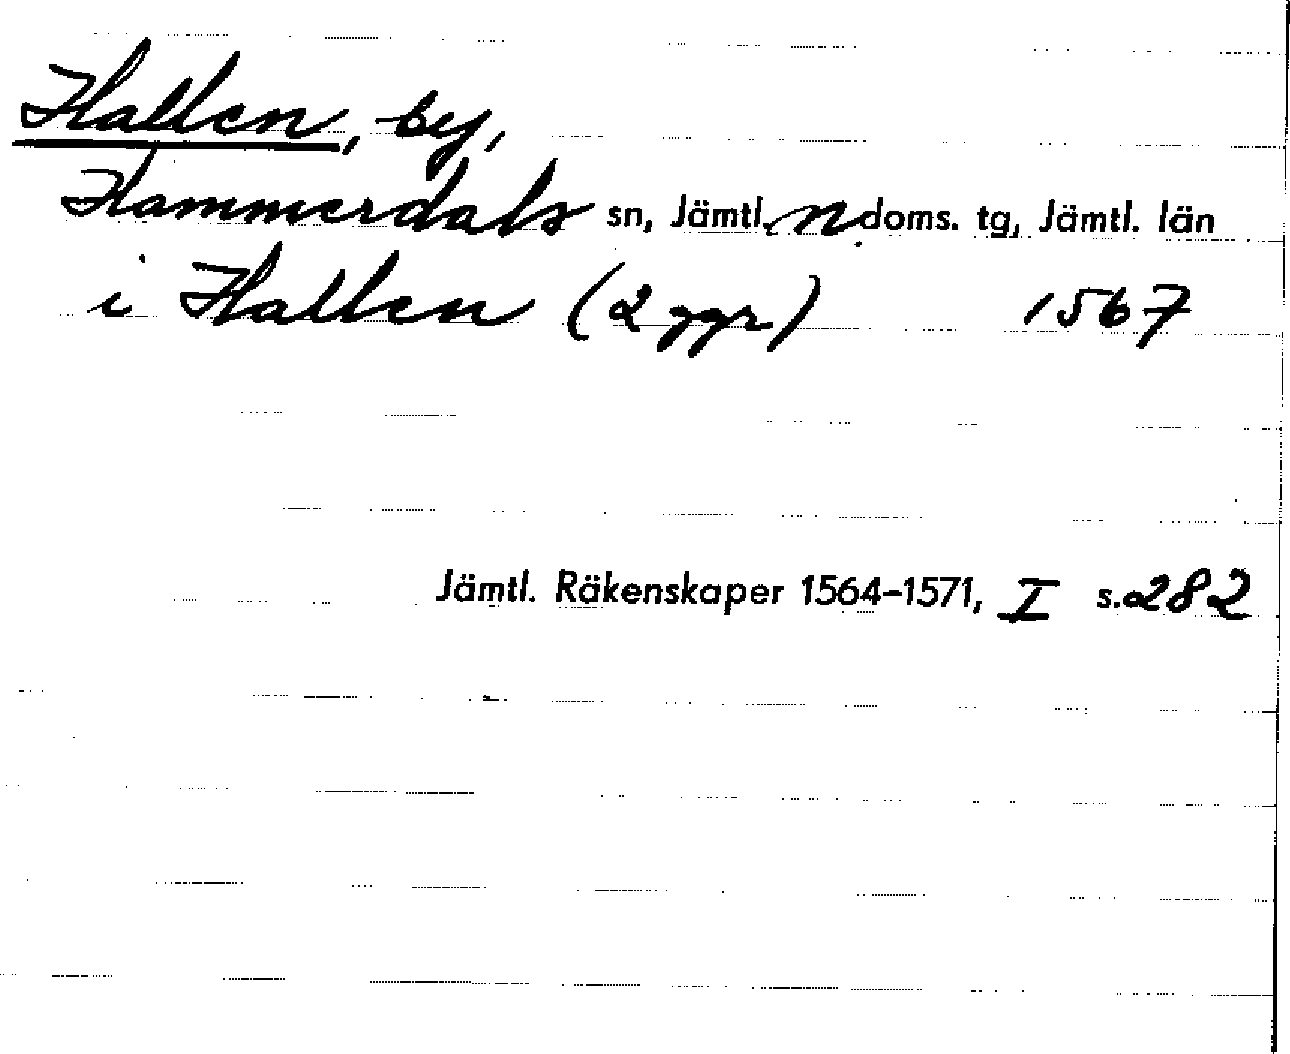 Hallen, by,
Hammerdals sn, Jämtl. n doms. tg, Jämtl. län
i Hallen (2 ggr) 1567
Jämtl. Räkenskaper 1564-1571, I s. 282